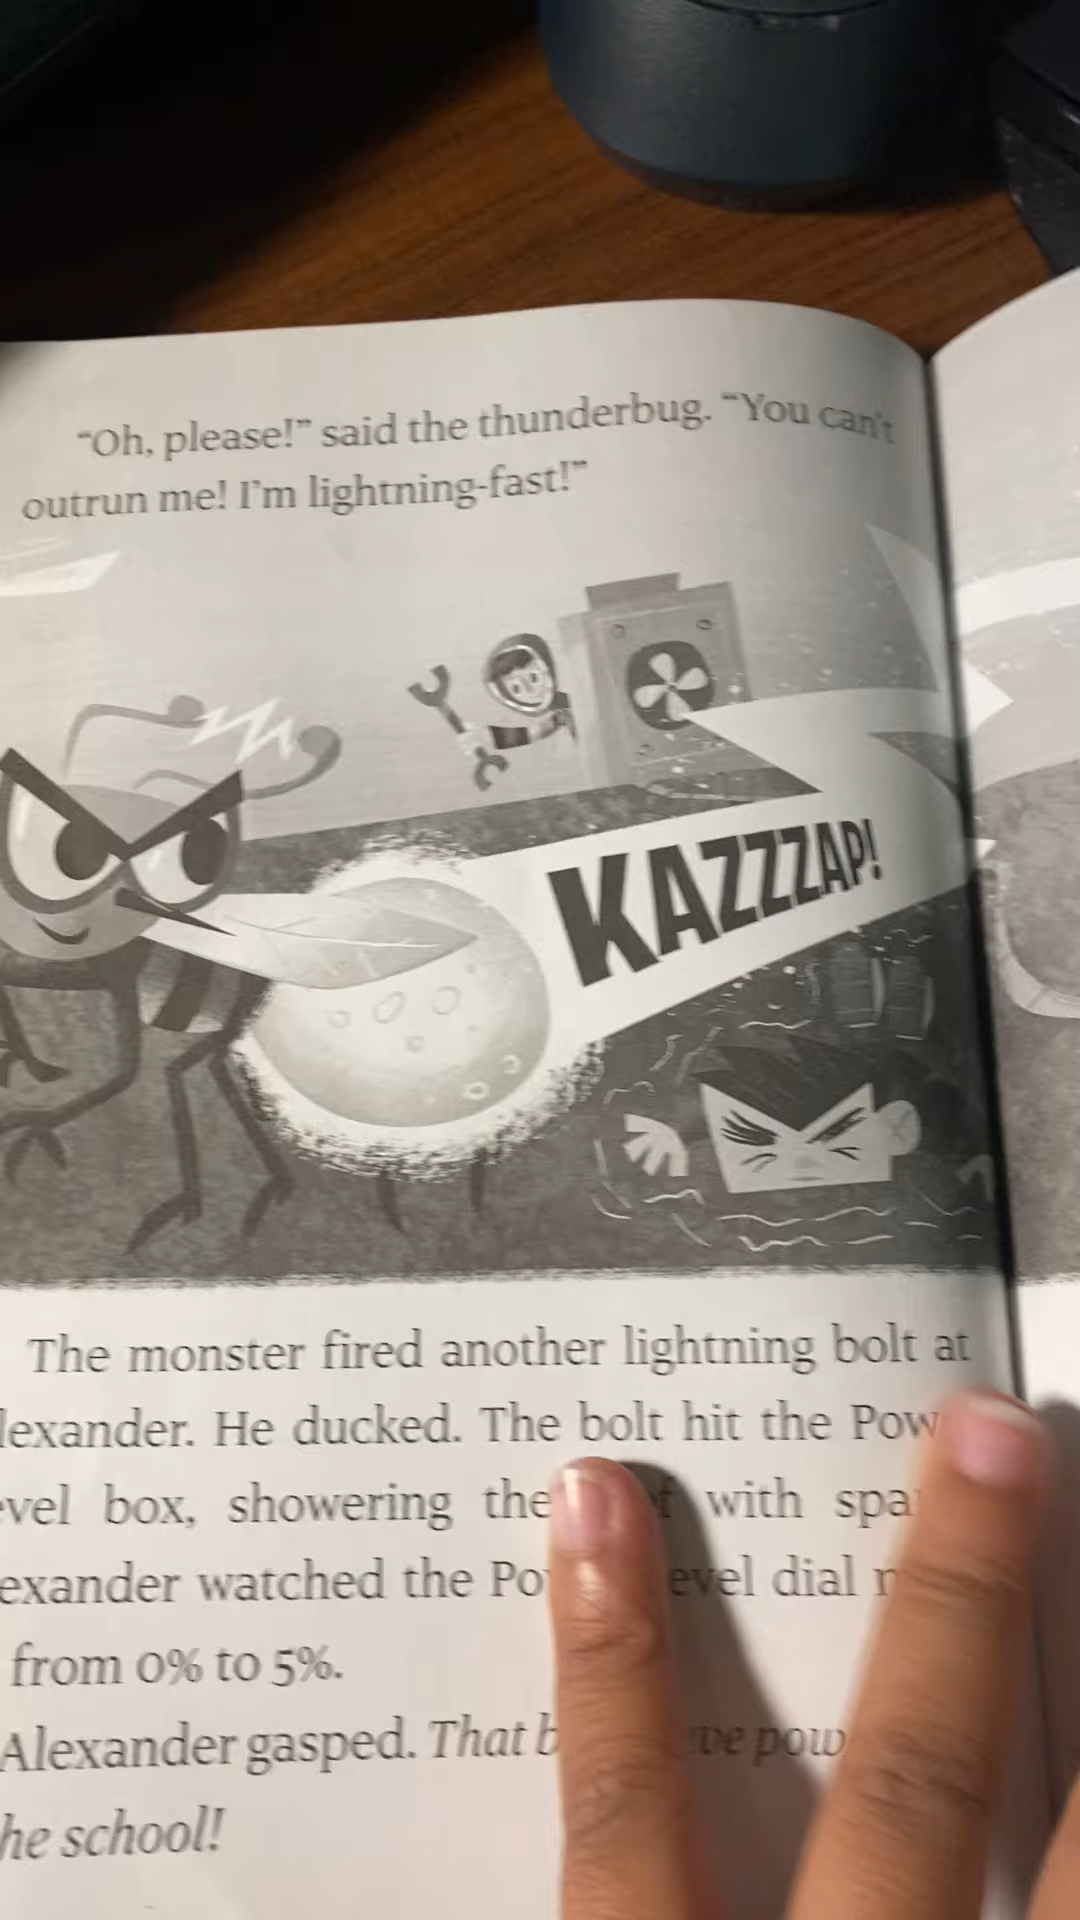 “Oh, please!” said the thunderbug. “You can’t
outrun me! I’m lightning-fast!”
KAZZZAP!
The monster fired another lightning bolt at
lexander. He ducked. The bolt hit the Pow
evel box, showering the with spa
exander watched the Po evel dial
from 0% to 5%.
Alexander gasped. That b ve pow
he school!